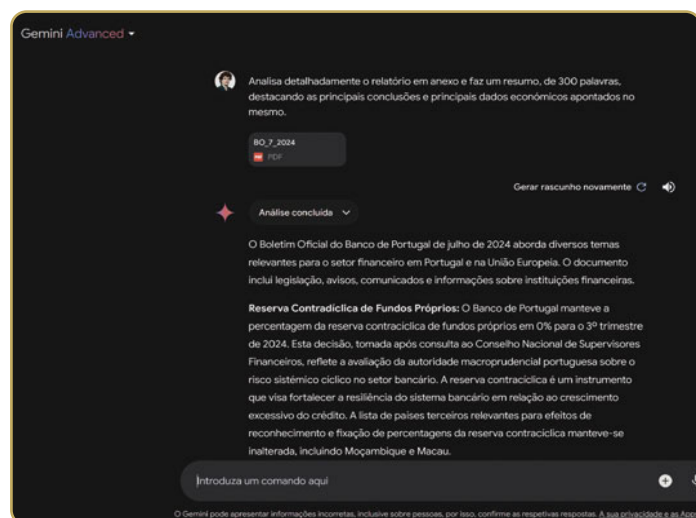 Gemini Advanced
Analisa detalhadamente o relatório em anexo e faz um resumo, de 300 palavras,
destacando as principais conclusões e principais dados económicos apontados no
mesmo.
BO_7_2024
PDF
Gerar rascunho novamente
Análise concluída
O Boletim Oficial do Banco de Portugal de julho de 2024 aborda diversos temas
relevantes para o setor financeiro em Portugal e na União Europeia. O documento
inclui legislação, avisos, comunicados e informações sobre instituições financeiras.
Reserva Contradíclica de Fundos Próprios: O Banco de Portugal manteve a
percentagem da reserva contracíclica de fundos próprios em 0% para o 3º trimestre
de 2024. Esta decisão, tomada após consulta ao Conselho Nacional de Supervisores
Financeiros, reflete a avaliação da autoridade macroprudencial portuguesa sobre o
risco sistémico cíclico no setor bancário. A reserva contracíclica é um instrumento
que visa fortalecer a resiliência do sistema bancário em relação ao crescimento
excessivo do crédito. A lista de países terceiros relevantes para efeitos de
reconhecimento e fixação de percentagens da reserva contracíclica manteve-se
inalterada, incluindo Moçambique e Macau.
Introduza um comando aqui
O Gemini pode apresentar informações incorretas, inclusive sobre pessoas, por isso, confirme as respetivas respostas. A sua privacidade e as